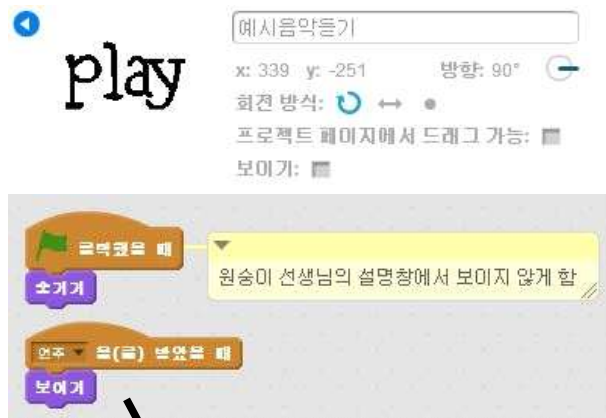 play
예시음악듣기
x: 339 y: -251 방향: 90°
회전 방식:
프로젝트 페이지에서 드래그 가능:
보이기:
클릭했을 때
원숭이 선생님의 설명창에서 보이지 않게 함
숨기기
연주 을(를) 받았을 때
보이기